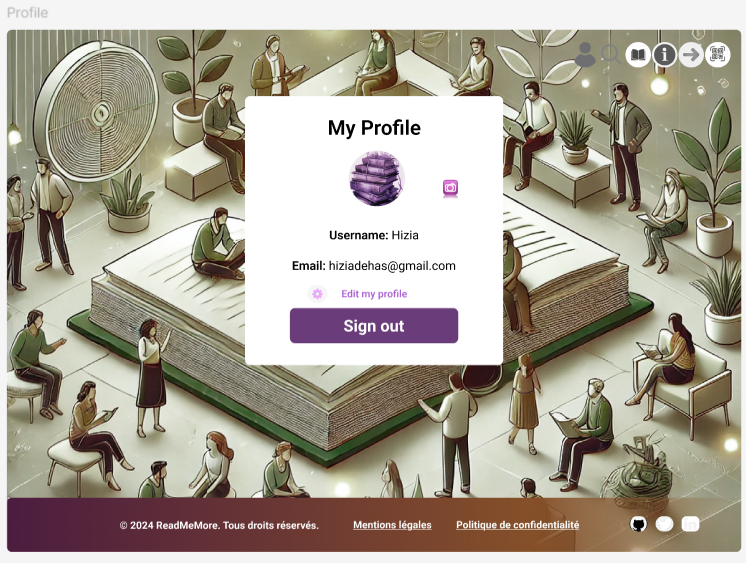 Profile
My Profile
Username: Hizia
Email: hiziadehas@gmail.com
Edit my profile
Sign out
© 2024 ReadMeMore. Tous droits réservés. Mentions légales Politique de confidentialité